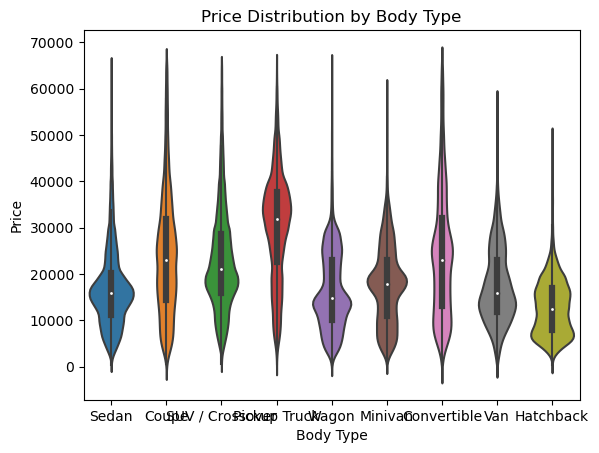 Price Distribution by Body Type
70000
60000
50000
40000
30000
20000
10000
0
Price
Sedan Coupe SUV / Crossover Pickup Truck Wagon Minivan Convertible Van Hatchback
Body Type